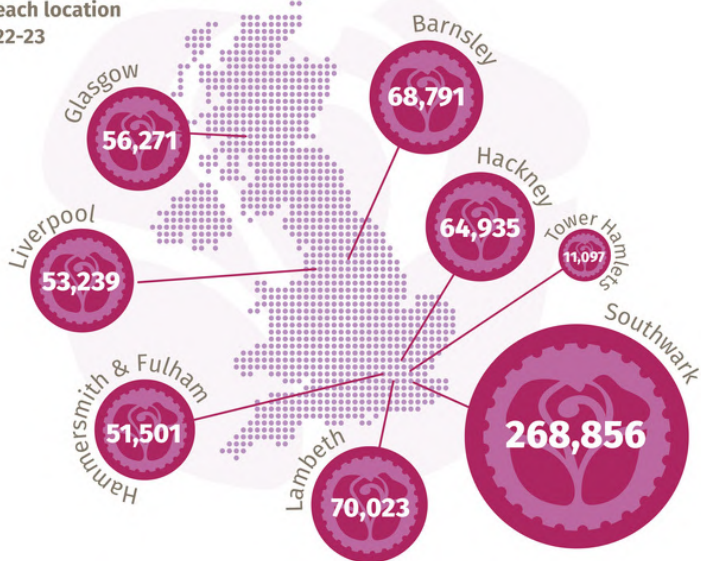 each location
22-23
Barnsley
68,791
Glasgow
56,271
Hackney
64,935
Tower Hamlets
11,097
Liverpool
53,239
Southwark
268,856
Hammersmith & Fulham
51,501
Lambeth
70,023